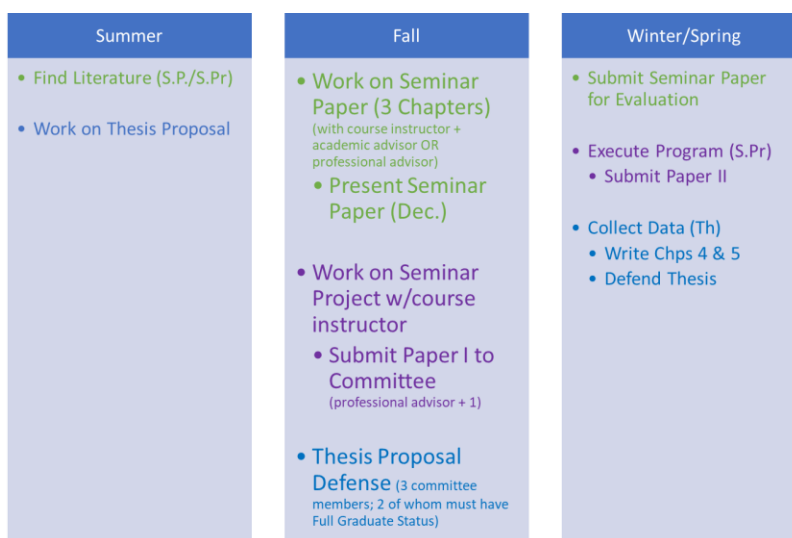 Summer
• Find Literature (S.P./S.Pr)
• Work on Thesis Proposal
Fall
• Work on Seminar
Paper (3 Chapters)
(with course instructor +
academic advisor OR
professional advisor)
• Present Seminar
Paper (Dec.)
• Work on Seminar
Project w/course
instructor
• Submit Paper I to
Committee
(professional advisor + 1)
• Thesis Proposal
Defense (3 committee
members; 2 of whom must have
Full Graduate Status)
Winter/Spring
• Submit Seminar Paper
for Evaluation
• Execute Program (S.Pr)
• Submit Paper II
• Collect Data (Th)
• Write Chps 4 & 5
• Defend Thesis